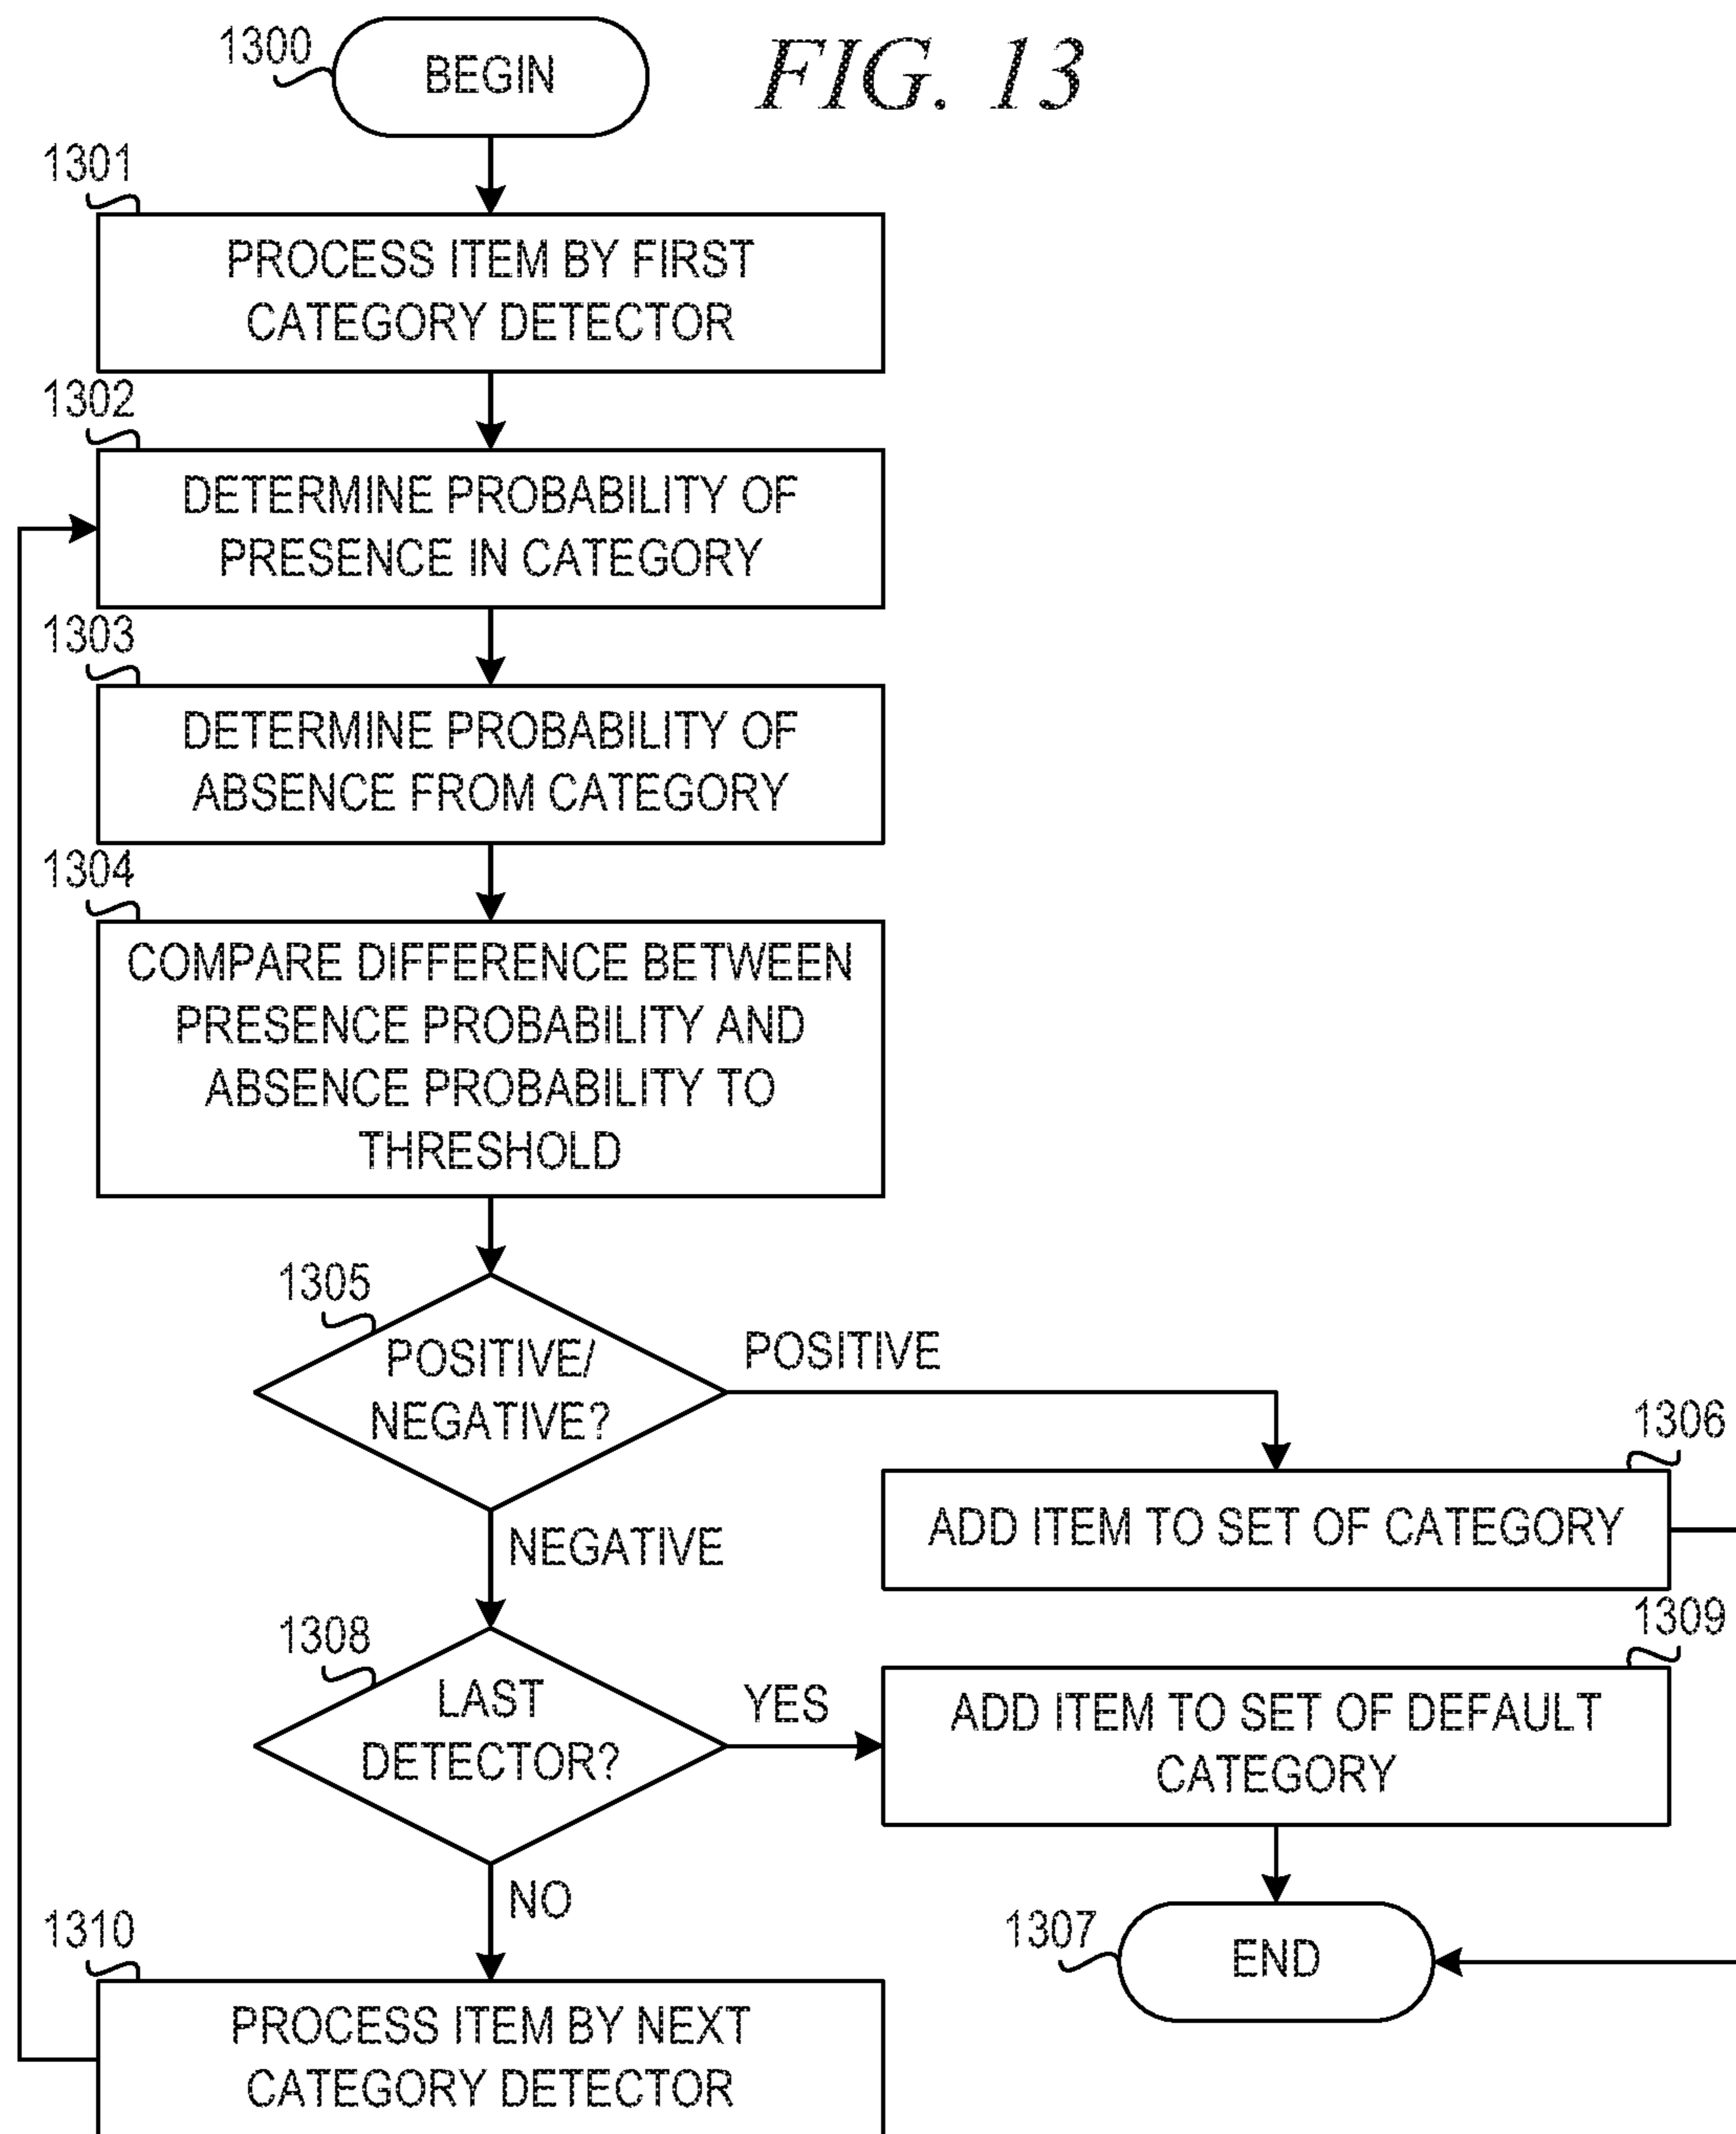 1300
BEGIN
FIG. 13
1301
PROCESS ITEM BY FIRST
CATEGORY DETECTOR
1302
DETERMINE PROBABILITY OF
PRESENCE IN CATEGORY
1303
DETERMINE PROBABILITY OF
ABSENCE FROM CATEGORY
1304
COMPARE DIFFERENCE BETWEEN
PRESENCE PROBABILITY AND
ABSENCE PROBABILITY TO
THRESHOLD
1305
POSITIVE/
NEGATIVE?
POSITIVE
NEGATIVE
1306
ADD ITEM TO SET OF CATEGORY
1308
LAST
DETECTOR?
YES
NO
1309
ADD ITEM TO SET OF DEFAULT
CATEGORY
1307
END
1310
PROCESS ITEM BY NEXT
CATEGORY DETECTOR